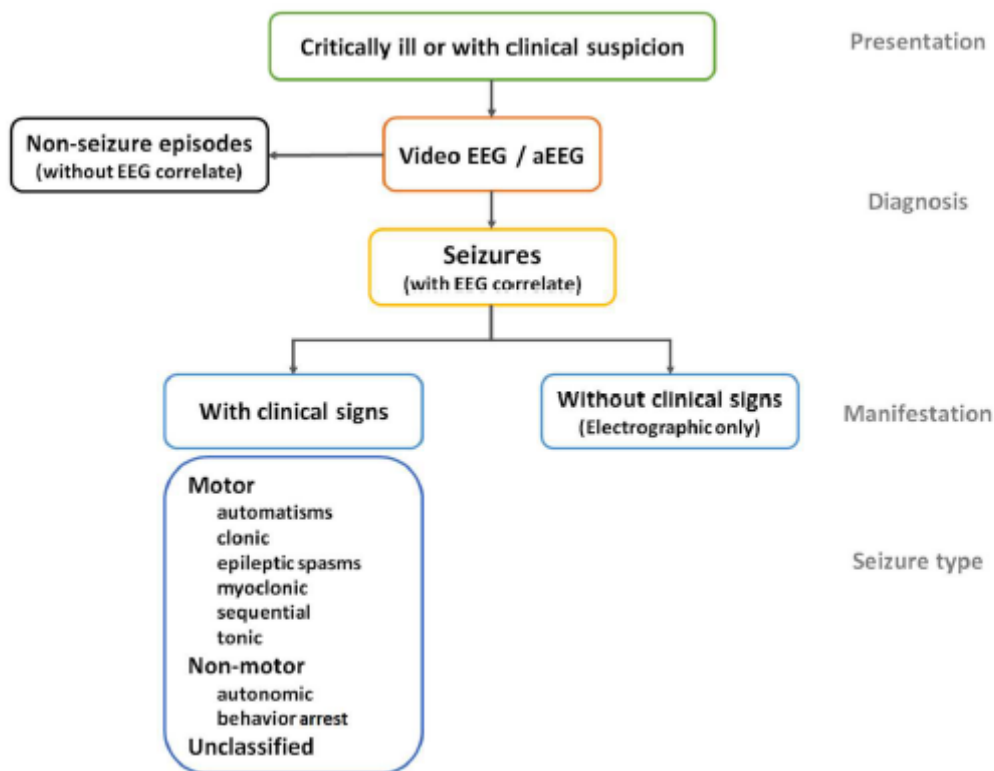 Critically ill or with clinical suspicion
Presentation
Non-seizure episodes
(without EEG correlate)
Video EEG / aEEG
Diagnosis
Seizures
(with EEG correlate)
With clinical signs
Without clinical signs
(Electrographic only)
Manifestation
Motor
automatisms
clonic
epileptic spasms
myoclonic
sequential
tonic
Non-motor
autonomic
behavior arrest
Unclassified
Seizure type